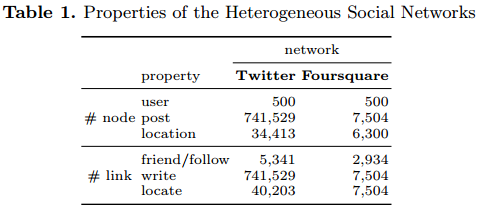 Table 1. Properties of the Heterogeneous Social Networks
network
property Twitter Foursquare
user 500 500
# node post 741,529 7,504
location 34,413 6,300
friend/follow 5,341 2,934
# link write 741,529 7,504
locate 40,203 7,504